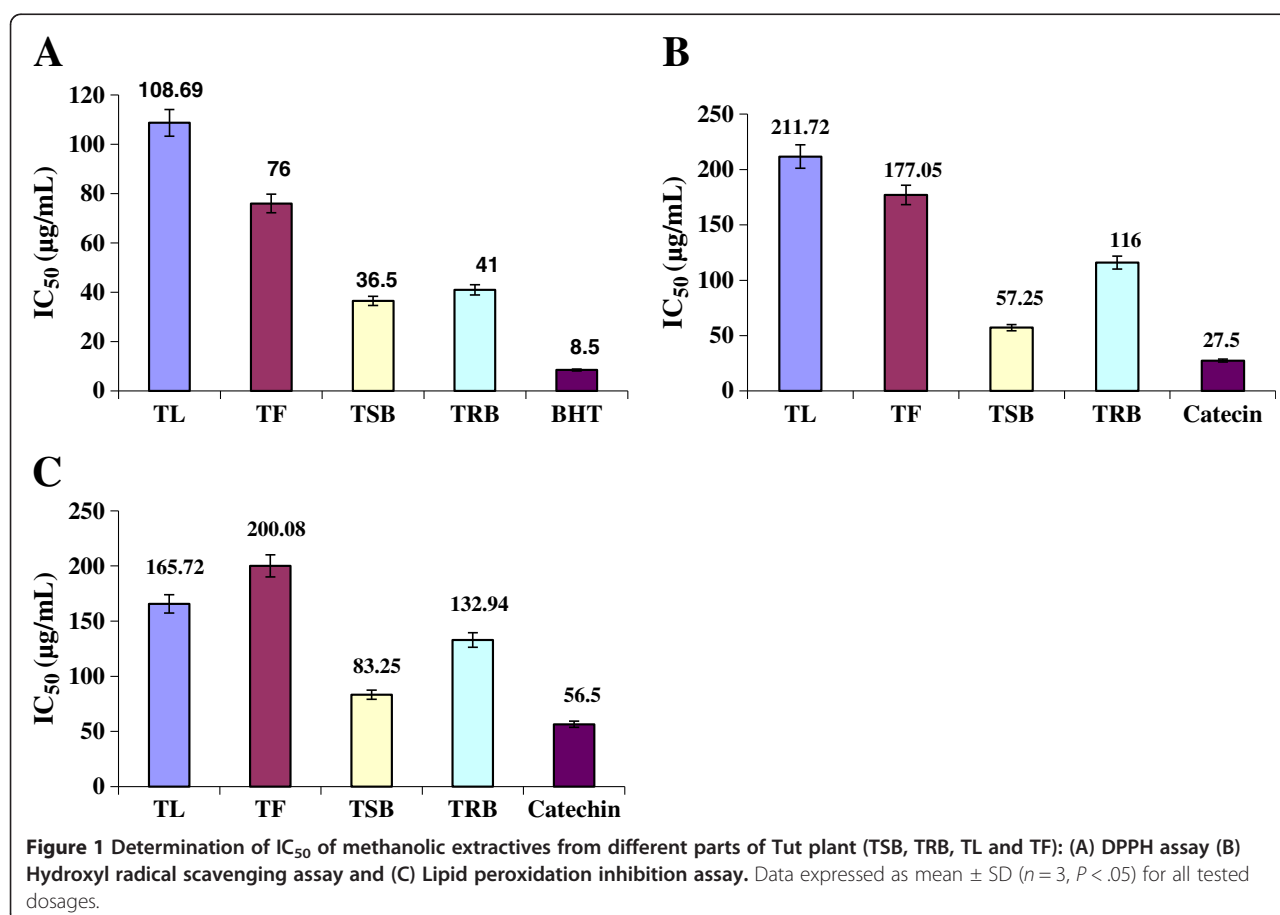 A
IC50 (µg/mL)
120
100
80
60
40
20
0
108.69
76
36.5
41
8.5
TL TF TSB TRB BHT
B
IC50 (µg/mL)
250
200
150
100
50
0
211.72
177.05
57.25
116
27.5
TL TF TSB TRB Catecin
C
IC50 (µg/mL)
250
200
150
100
50
0
165.72
200.08
83.25
132.94
56.5
TL TF TSB TRB Catechin
Figure 1 Determination of IC50 of methanolic extractives from different parts of Tut plant (TSB, TRB, TL and TF): (A) DPPH assay (B)
Hydroxyl radical scavenging assay and (C) Lipid peroxidation inhibition assay. Data expressed as mean ± SD (n = 3, P < .05) for all tested
dosages.